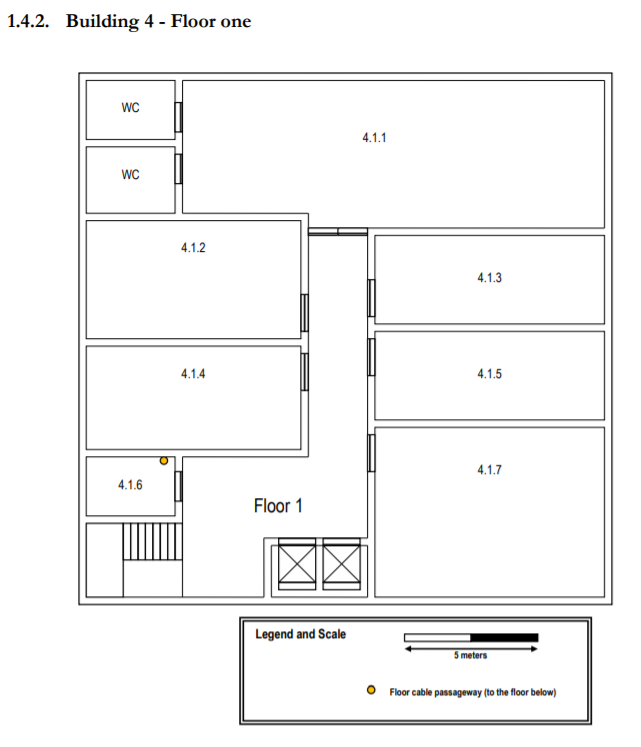 1.4.2. Building 4 - Floor one
WC
4.1.1
WC
4.1.2
4.1.3
4.1.4
4.1.5
4.1.6
4.1.7
Floor 1
Legend and Scale
5 meters
Floor cable passageway (to the floor below)